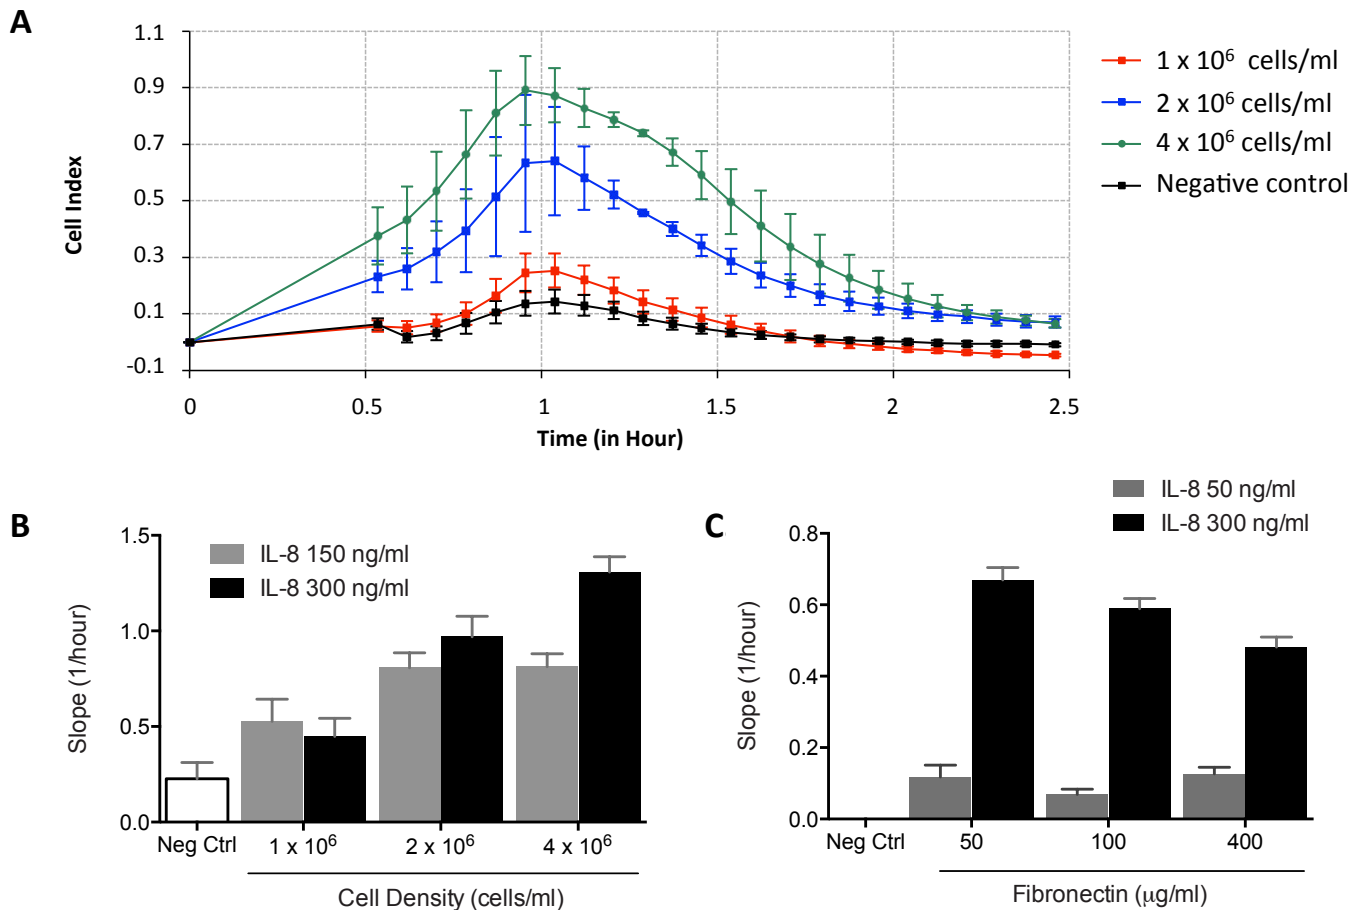 A
1.1
0.9
0.7
0.5
0.3
0.1
-0.1
Cell Index
0 0.5 1 1.5 2 2.5
Time (in Hour)
1 x 10⁶ cells/ml
2 x 10⁶ cells/ml
4 x 10⁶ cells/ml
Negative control
B
1.5
1.0
0.5
0.0
Slope (1/hour)
IL-8 150 ng/ml
IL-8 300 ng/ml
Neg Ctrl 1 x 10⁶ 2 x 10⁶ 4 x 10⁶
Cell Density (cells/ml)
C
IL-8 50 ng/ml
IL-8 300 ng/ml
0.8
0.6
0.4
0.2
0.0
Slope (1/hour)
Neg Ctrl 50 100 400
Fibronectin (μg/ml)